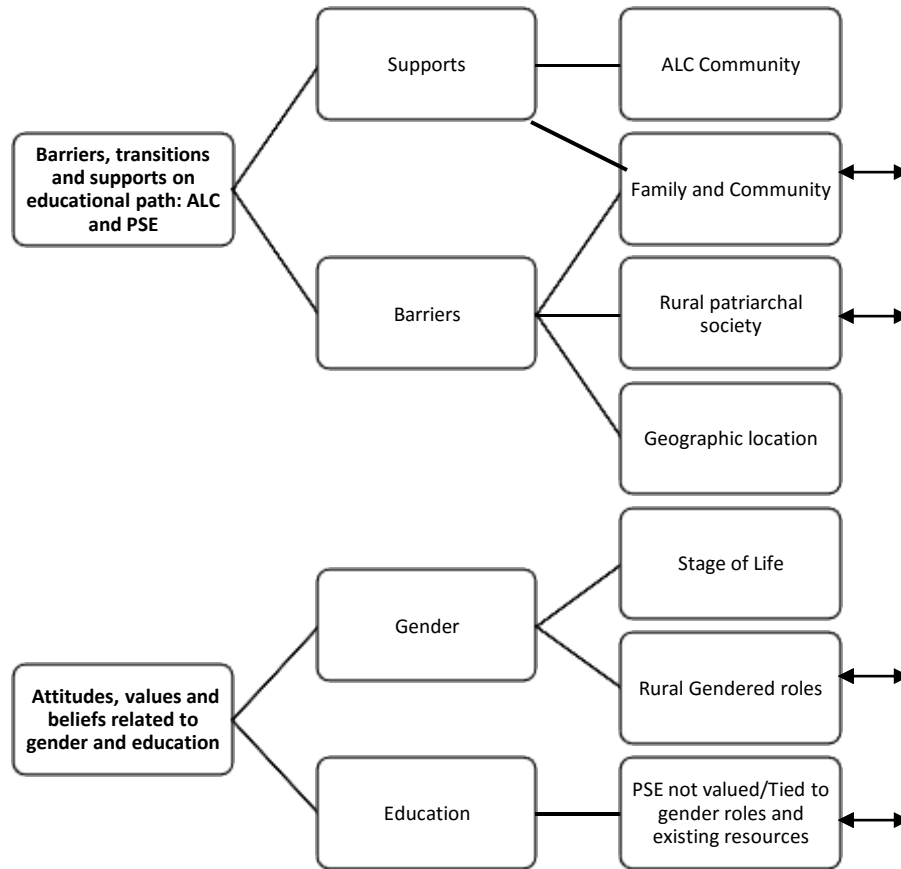 Supports
ALC Community
Barriers, transitions
and supports on
educational path: ALC
and PSE
Family and Community
Barriers
Rural patriarchal
society
Geographic location
Stage of Life
Gender
Rural Gendered roles
Attitudes, values and
beliefs related to
gender and education
Education
PSE not valued/Tied to
gender roles and
existing resources